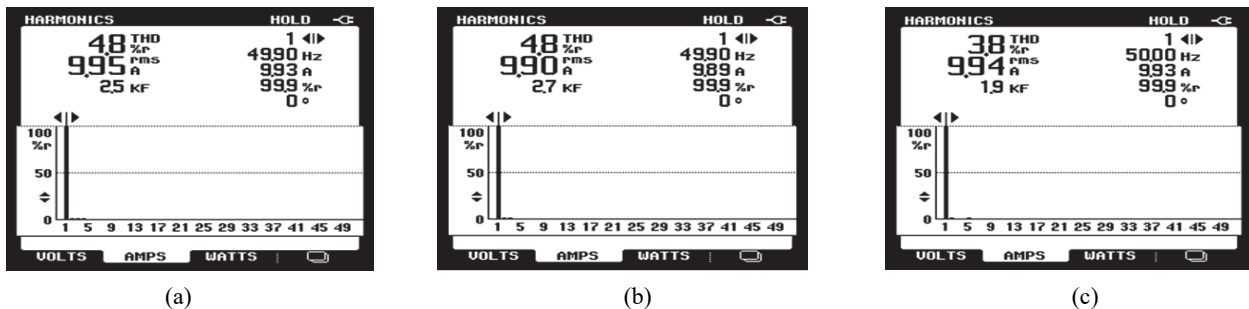 HARMONICS HOLD
4.8 THD %r 1
9.95 rms A 49.90 Hz
9.93 A
2.5 KF 99.9 %r
0 °
100
%r
50
0
1 5 9 13 17 21 25 29 33 37 41 45 49
VOLTS AMPS WATTS
(a)
HARMONICS HOLD
4.8 THD %r 1
9.90 rms A 49.90 Hz
9.89 A
2.7 KF 99.9 %r
0 °
100
%r
50
0
1 5 9 13 17 21 25 29 33 37 41 45 49
VOLTS AMPS WATTS
(b)
HARMONICS HOLD
3.8 THD %r 1
9.94 rms A 50.00 Hz
9.93 A
1.9 KF 99.9 %r
0 °
100
%r
50
0
1 5 9 13 17 21 25 29 33 37 41 45 49
VOLTS AMPS WATTS
(c)